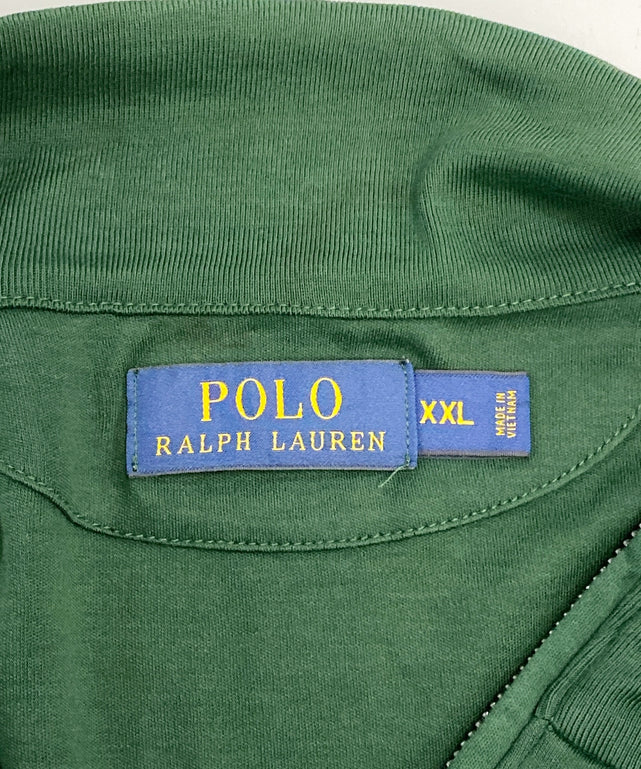 POLO
RALPH LAUREN
XXL
MADE IN
VIETNAM